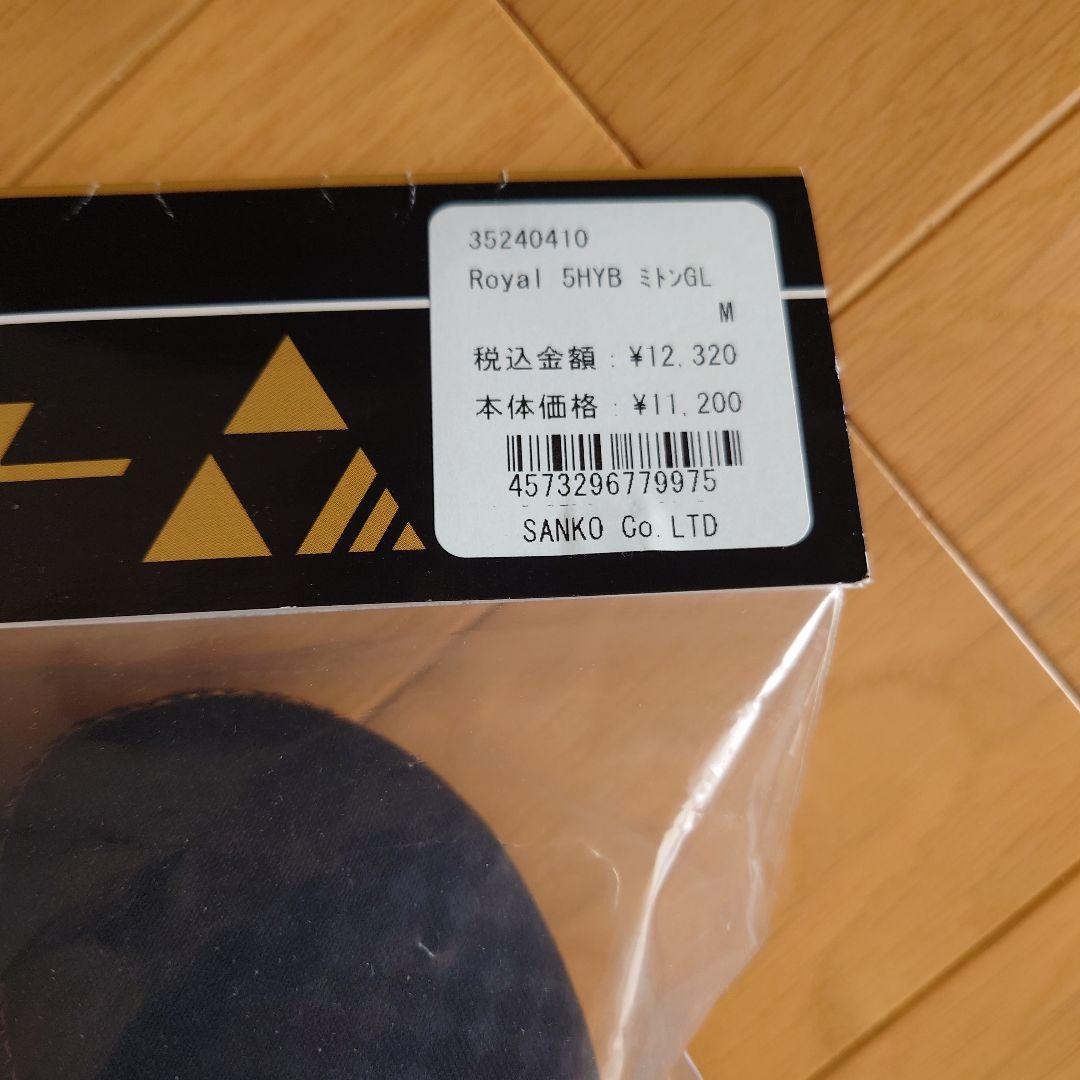 35240410
Royal 5HYB ﾐﾄﾝGL
M
税込金額:¥12,320
本体価格:¥11,200
4573296779975
SANKO Co.LTD